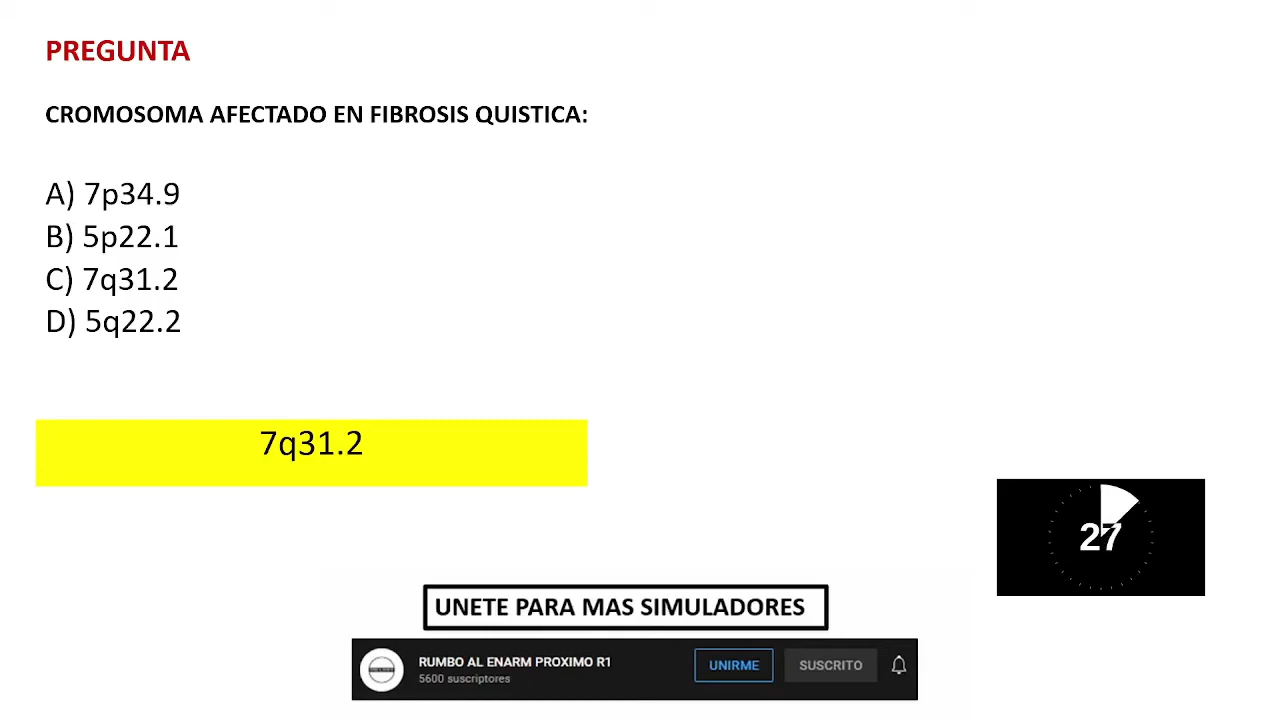 PREGUNTA
CROMOSOMA AFECTADO EN FIBROSIS QUISTICA:
A) 7p34.9
B) 5p22.1
C) 7q31.2
D) 5q22.2
7q31.2
27
UNETE PARA MAS SIMULADORES
RUMBO AL ENARM PROXIMO R1
5600 suscriptores
UNIRME
SUSCRITO